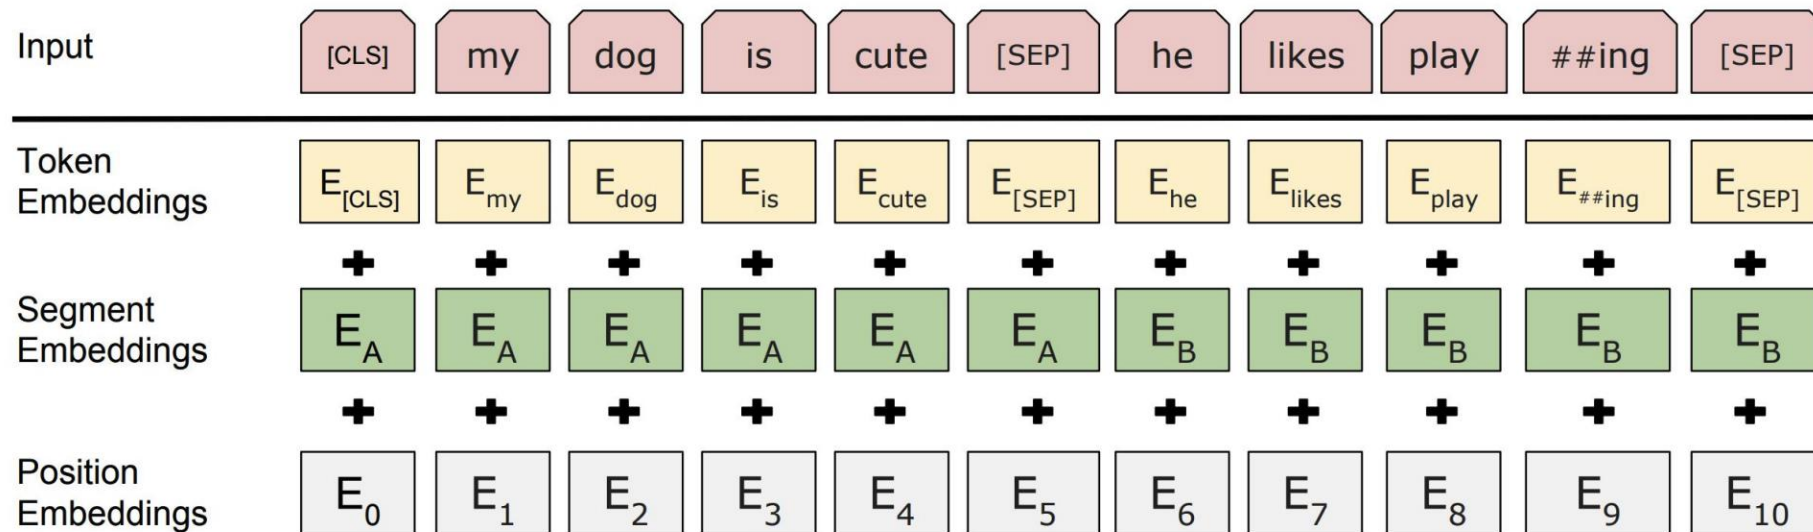 Input [CLS] my dog is cute [SEP] he likes play ##ing [SEP]
Token
Embeddings E[CLS] Emy Edog Eis Ecute E[SEP] Ehe Elikes Eplay E##ing E[SEP]
+ + + + + + + + + + +
Segment
Embeddings EA EA EA EA EA EA EB EB EB EB EB
+ + + + + + + + + + +
Position
Embeddings E0 E1 E2 E3 E4 E5 E6 E7 E8 E9 E10